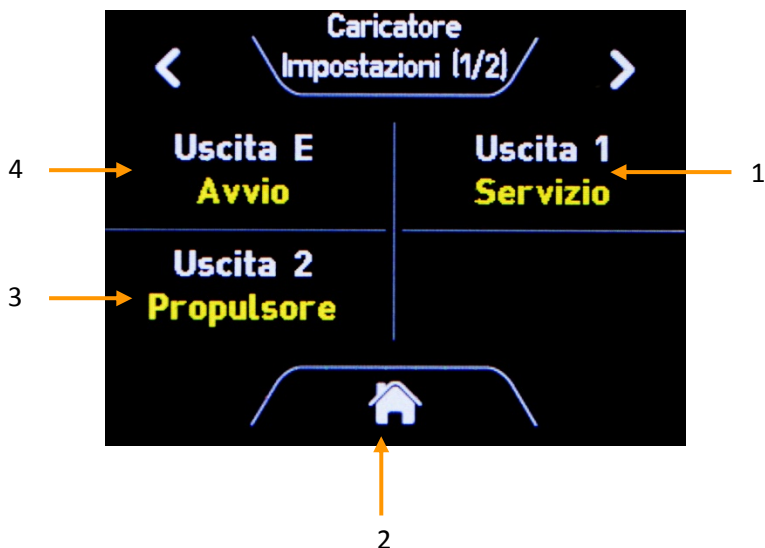 Caricatore
Impostazioni (1/2)
Uscita E
Avvio
Uscita 1
Servizio
Uscita 2
Propulsore
4
1
3
2